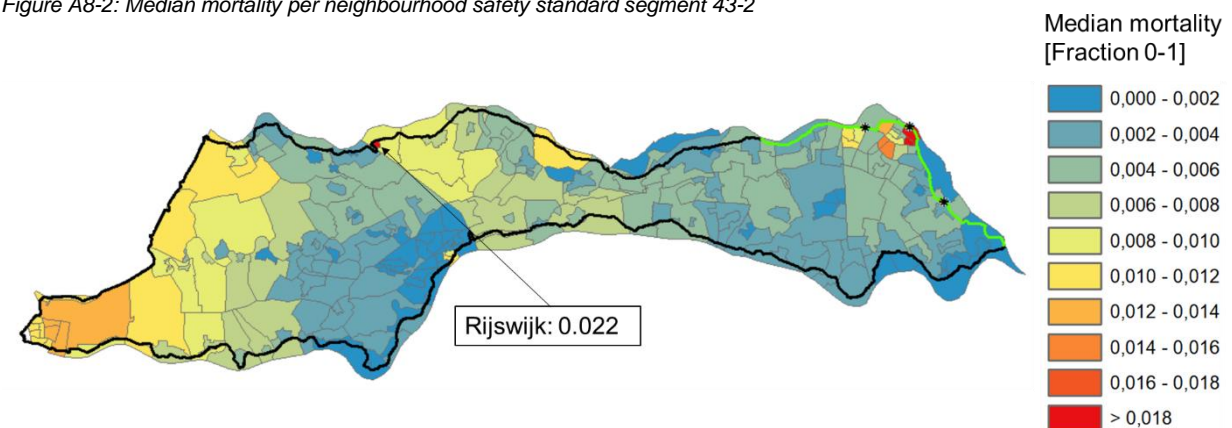 Figure A8-2: Median mortality per neighbourhood safety standard segment 43-2
Median mortality
[Fraction 0-1]
0,000 - 0,002
0,002 - 0,004
0,004 - 0,006
0,006 - 0,008
0,008 - 0,010
0,010 - 0,012
0,012 - 0,014
0,014 - 0,016
0,016 - 0,018
> 0,018
Rijswijk: 0.022